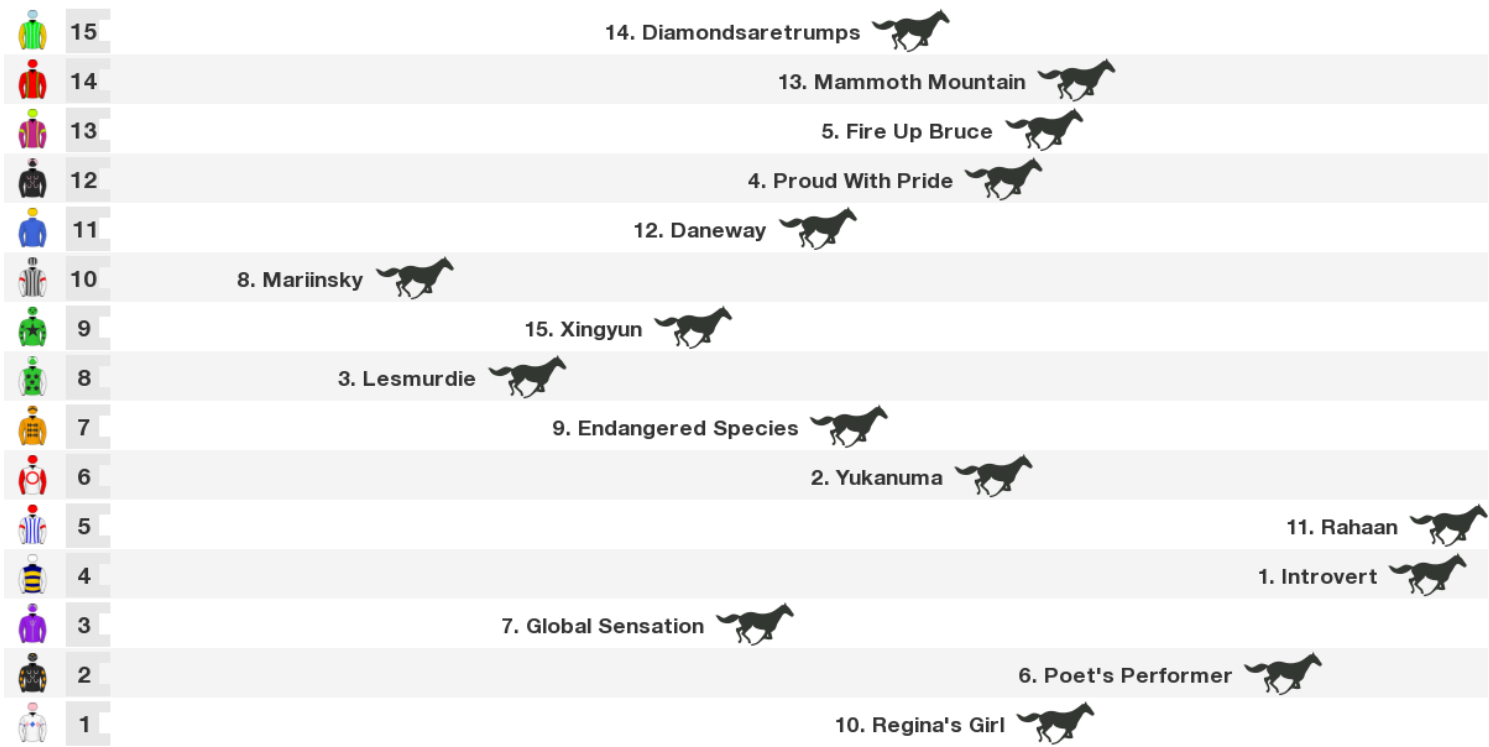 15 14. Diamondsaretrumps
14 13. Mammoth Mountain
13 5. Fire Up Bruce
12 4. Proud With Pride
11 12. Daneway
10 8. Mariinsky
9 15. Xingyun
8 3. Lesmurdie
7 9. Endangered Species
6 2. Yukanuma
5 11. Rahaan
4 1. Introvert
3 7. Global Sensation
2 6. Poet's Performer
1 10. Regina's Girl